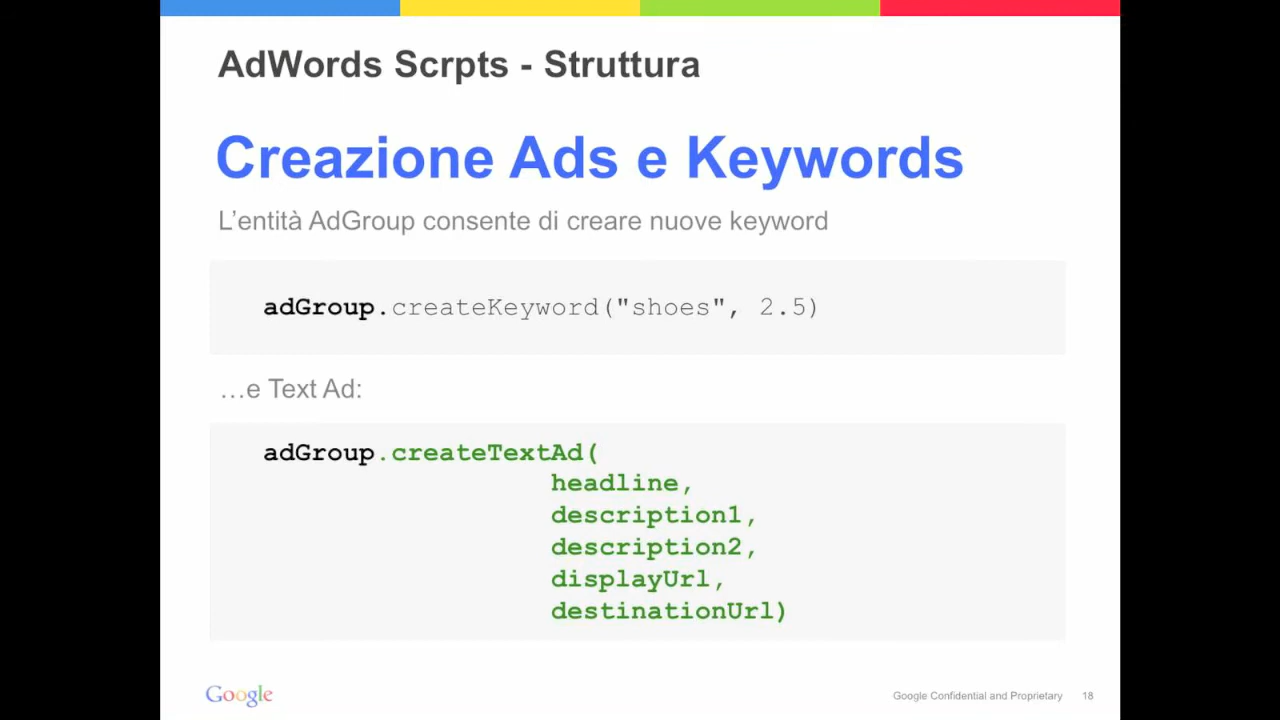 AdWords Scrpts - Struttura
Creazione Ads e Keywords
L’entità AdGroup consente di creare nuove keyword
adGroup.createKeyword("shoes", 2.5)
…e Text Ad:
adGroup.createTextAd(
headline,
description1,
description2,
displayUrl,
destinationUrl)
Google
Google Confidential and Proprietary 18